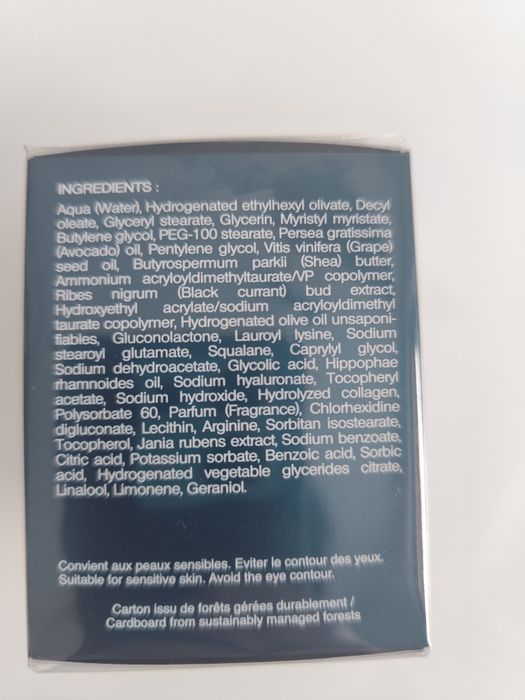 INGREDIENTS :
Aqua (Water), Hydrogenated ethylhexyl olivate, Decyl
oleate, Glyceryl stearate, Glycerin, Myristyl myristate,
Butylene glycol, PEG-100 stearate, Persea gratissima
(Avocado) oil, Pentylene glycol, Vitis vinifera (Grape)
seed oil, Butyrospermum parkii (Shea) butter,
Ammonium acryloyldimethyltaurate/VP copolymer,
Ribes nigrum (Black currant) bud extract,
Hydroxyethyl acrylate/sodium acryloyldimethyl
taurate copolymer, Hydrogenated olive oil unsaponi-
fiables, Gluconolactone, Lauroyl lysine, Sodium
stearoyl glutamate, Squalane, Caprylyl glycol,
Sodium dehydroacetate, Glycolic acid, Hippophae
rhamnoides oil, Sodium hyaluronate, Tocopheryl
acetate, Sodium hydroxide, Hydrolyzed collagen,
Polysorbate 60, Parfum (Fragrance), Chlorhexidine
digluconate, Lecithin, Arginine, Sorbitan isostearate,
Tocopherol, Jania rubens extract, Sodium benzoate,
Citric acid, Potassium sorbate, Benzoic acid, Sorbic
acid, Hydrogenated vegetable glycerides citrate,
Linalool, Limonene, Geraniol.
Convient aux peaux sensibles. Eviter le contour des yeux.
Suitable for sensitive skin. Avoid the eye contour.
Carton issu de forêts gérées durablement /
Cardboard from sustainably managed forests